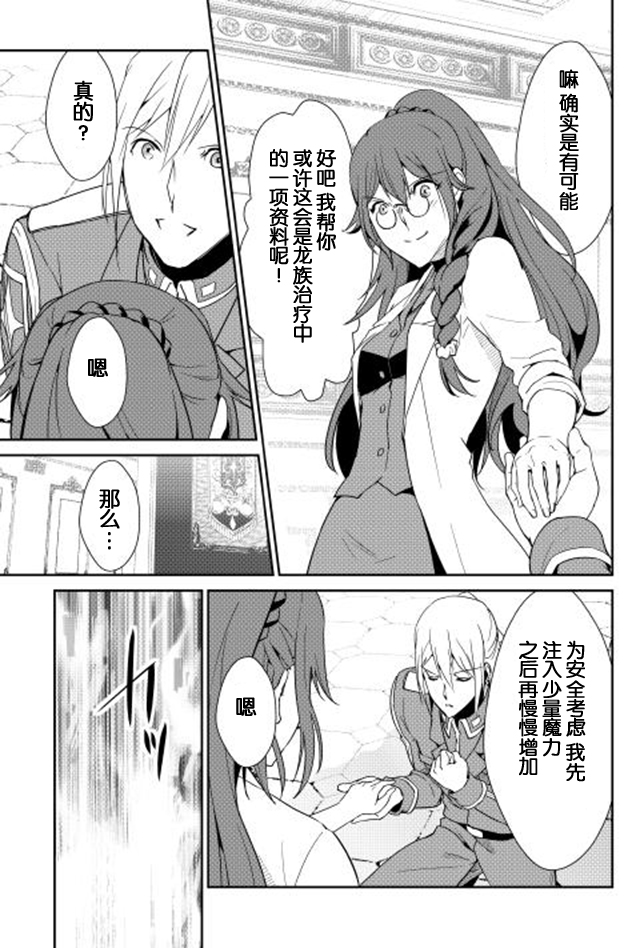 嘛 确实是有可能
好吧 我帮你
或许这会是龙族治疗中
的一项资料呢！
真的？
嗯
那么…
为安全考虑 我先
注入少量魔力
之后再慢慢增加
嗯
ドッ